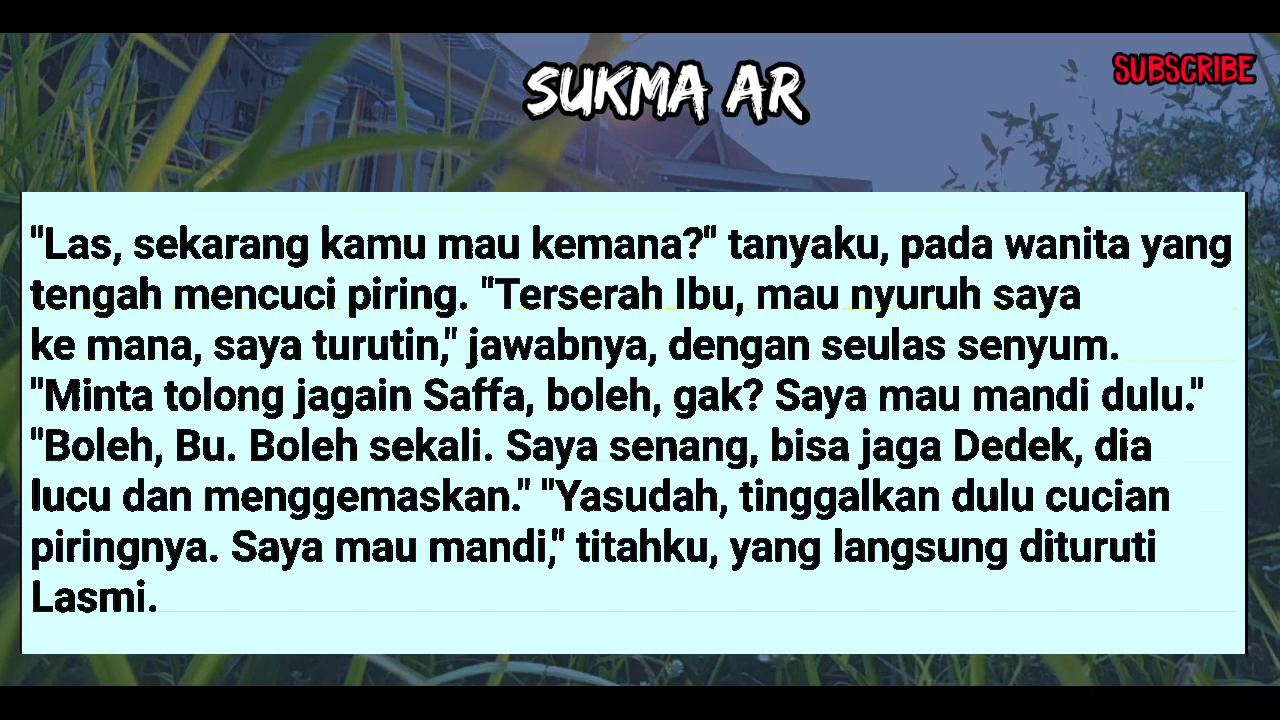 SUKMA AR
SUBSCRIBE
"Las, sekarang kamu mau kemana?" tanyaku, pada wanita yang
tengah mencuci piring. "Terserah Ibu, mau nyuruh saya
ke mana, saya turutin," jawabnya, dengan seulas senyum.
"Minta tolong jagain Saffa, boleh, gak? Saya mau mandi dulu."
"Boleh, Bu. Boleh sekali. Saya senang, bisa jaga Dedek, dia
lucu dan menggemaskan." "Yasudah, tinggalkan dulu cucian
piringnya. Saya mau mandi," titahku, yang langsung dituruti
Lasmi.